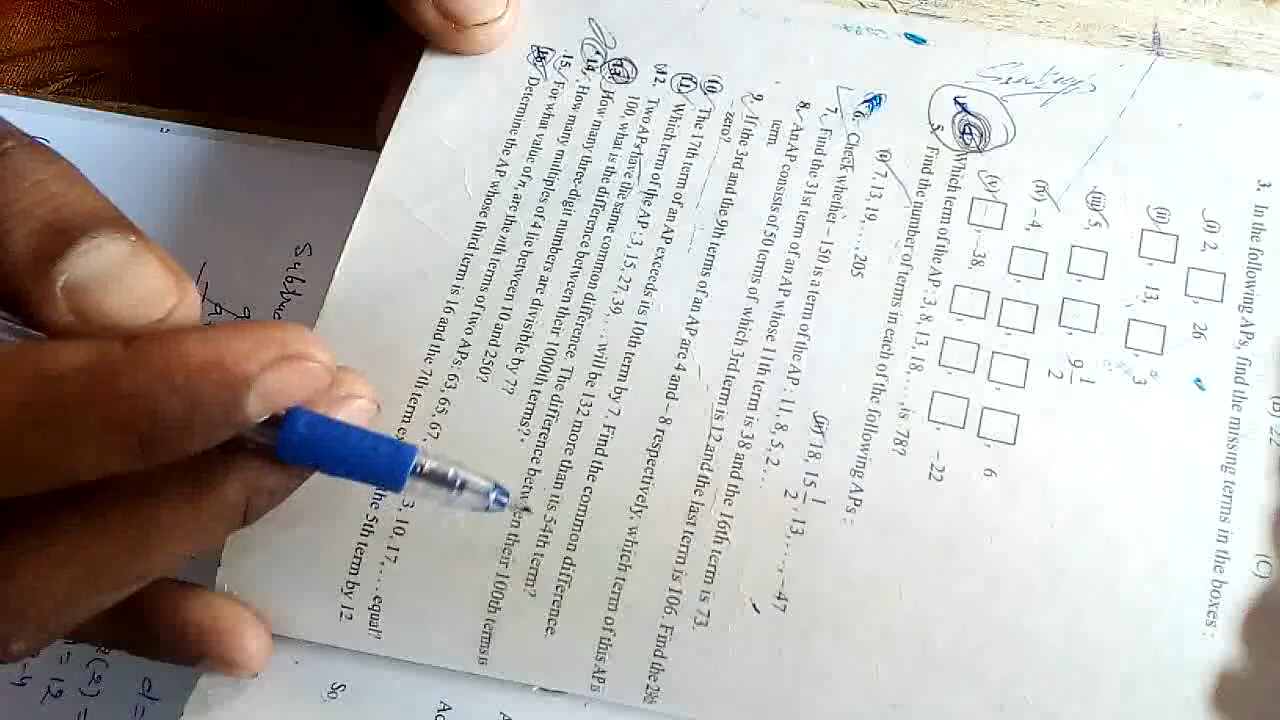 3. In the following APs, find the missing terms in the boxes :
(i) 2, □, 26
(ii) □, 13, □, 3
(iii) 5, □, □, 9 1/2
(iv) –4, □, □, □, □, 6
(v) □, –38, □, □, □, –22
Which term of the AP : 3, 8, 13, 18, . . . , is 78?
5. Find the number of terms in each of the following APs :
(i) 7, 13, 19, . . . , 205
(ii) 18, 15 1/2, 13, . . . , –47
Check whether – 150 is a term of the AP : 11, 8, 5, 2 . . .
7. Find the 31st term of an AP whose 11th term is 38 and the 16th term is 73.
8. An AP consists of 50 terms of which 3rd term is 12 and the last term is 106. Find the 29th
term.
9. If the 3rd and the 9th terms of an AP are 4 and – 8 respectively, which term of this AP is
zero?
The 17th term of an AP exceeds its 10th term by 7. Find the common difference.
Which term of the AP : 3, 15, 27, 39, . . . will be 132 more than its 54th term?
12. Two APs have the same common difference. The difference between their 100th terms is
100, what is the difference between their 1000th terms?
How many three-digit numbers are divisible by 7?
14. How many multiples of 4 lie between 10 and 250?
15. For what value of n, are the nth terms of two APs: 63, 65, 67, 3, 10, 17, . . . equal?
Determine the AP whose third term is 16 and the 7th term the 5th term by 12.